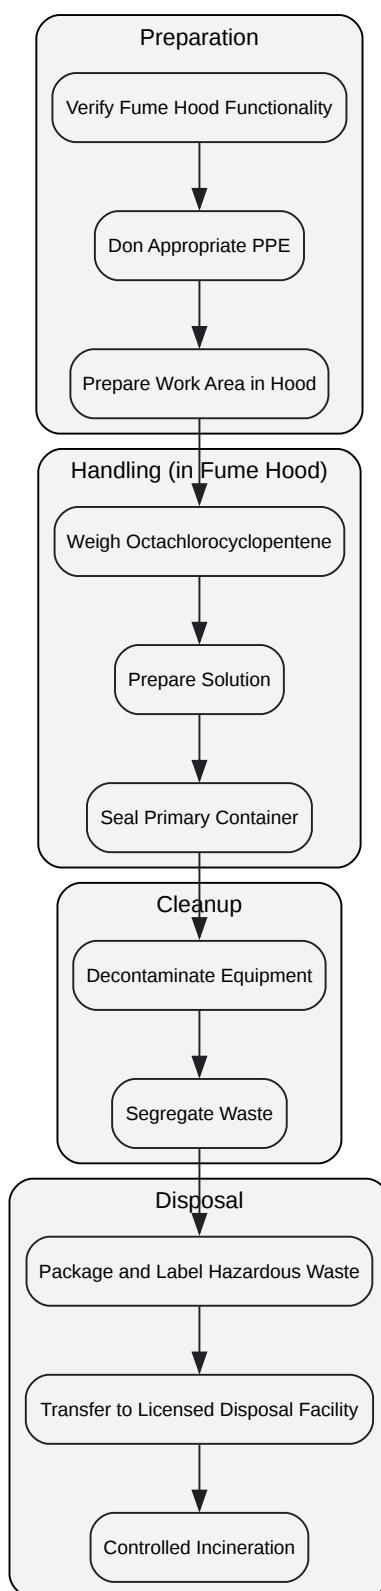 Preparation
Verify Fume Hood Functionality
Don Appropriate PPE
Prepare Work Area in Hood
Handling (in Fume Hood)
Weigh Octachlorocyclopentene
Prepare Solution
Seal Primary Container
Cleanup
Decontaminate Equipment
Segregate Waste
Disposal
Package and Label Hazardous Waste
Transfer to Licensed Disposal Facility
Controlled Incineration